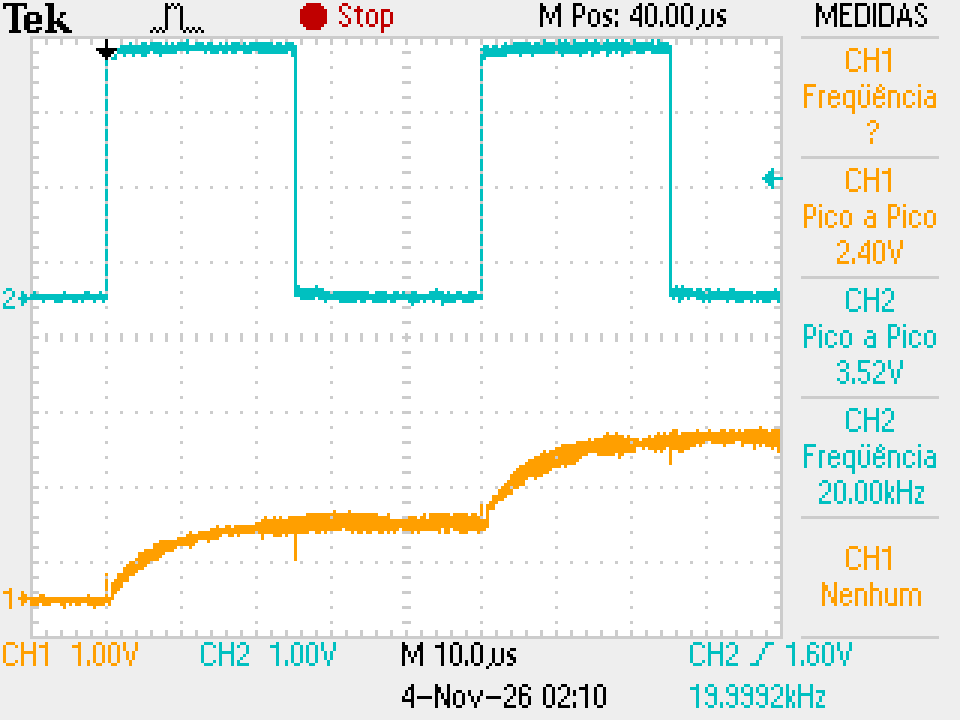 Tek Stop M Pos: 40.00µs MEDIDAS
CH1
Freqüência
?
CH1
Pico a Pico
2.40V
CH2
Pico a Pico
3.52V
CH2
Freqüência
20.00kHz
CH1
Nenhum
2
1
CH1 1.00V CH2 1.00V M 10.0µs CH2 1.60V
4-Nov-26 02:10 19.9992kHz